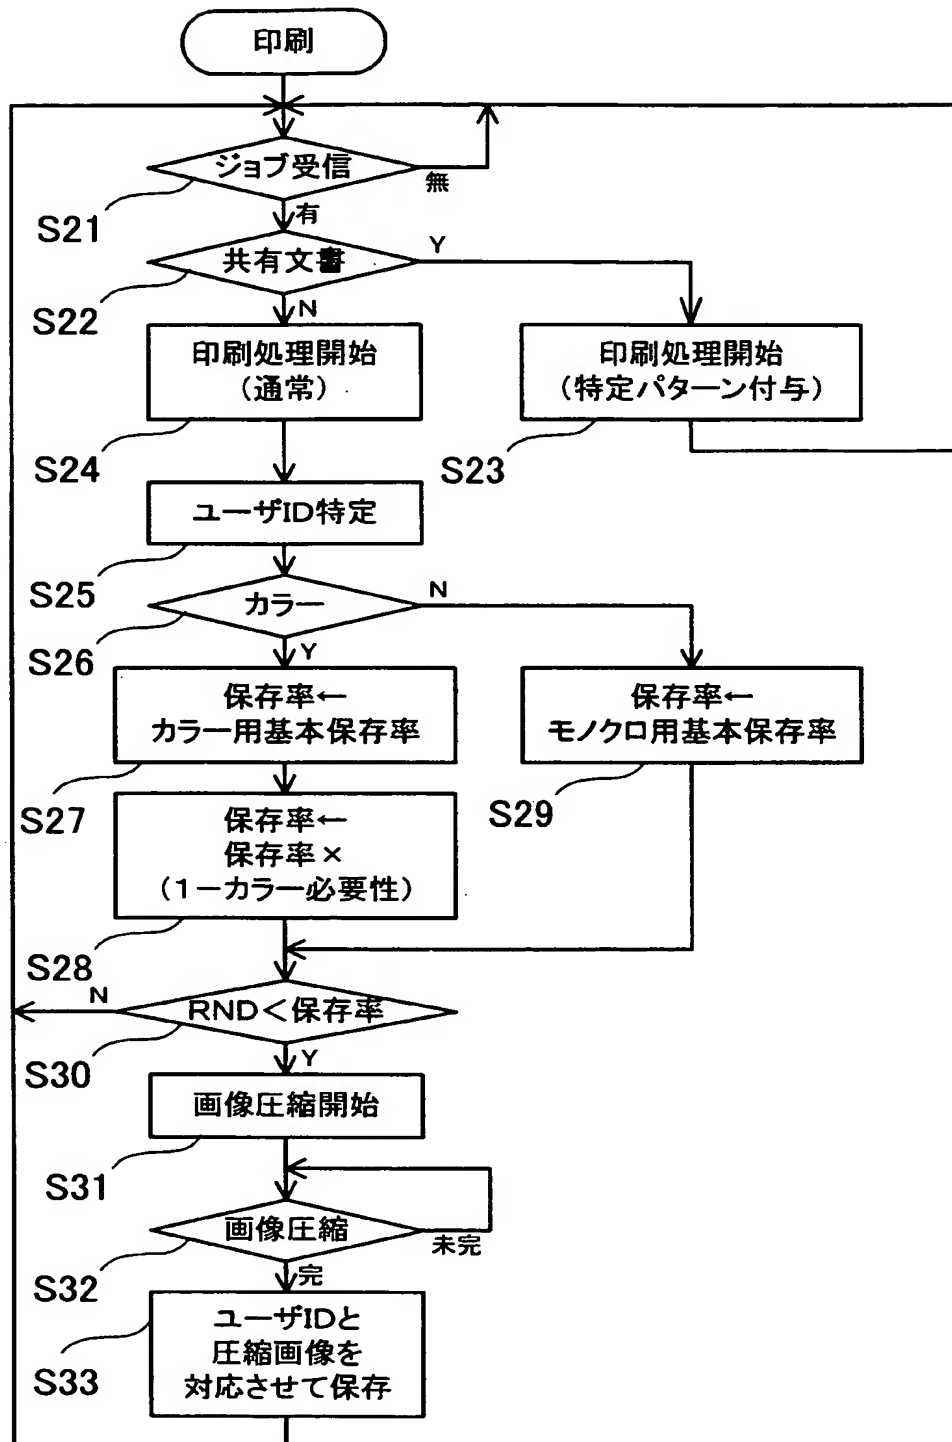 印刷
ジョブ受信
無
S21
有
共有文書
Y
S22
N
印刷処理開始
(通常)
印刷処理開始
(特定パターン付与)
S24
S23
ユーザID特定
S25
カラー
N
S26
Y
保存率←
カラー用基本保存率
保存率←
モノクロ用基本保存率
S27
S29
保存率←
保存率×
(1-カラー必要性)
S28
N
RND<保存率
S30
Y
画像圧縮開始
S31
画像圧縮
未完
S32
完
ユーザIDと
圧縮画像を
対応させて保存
S33